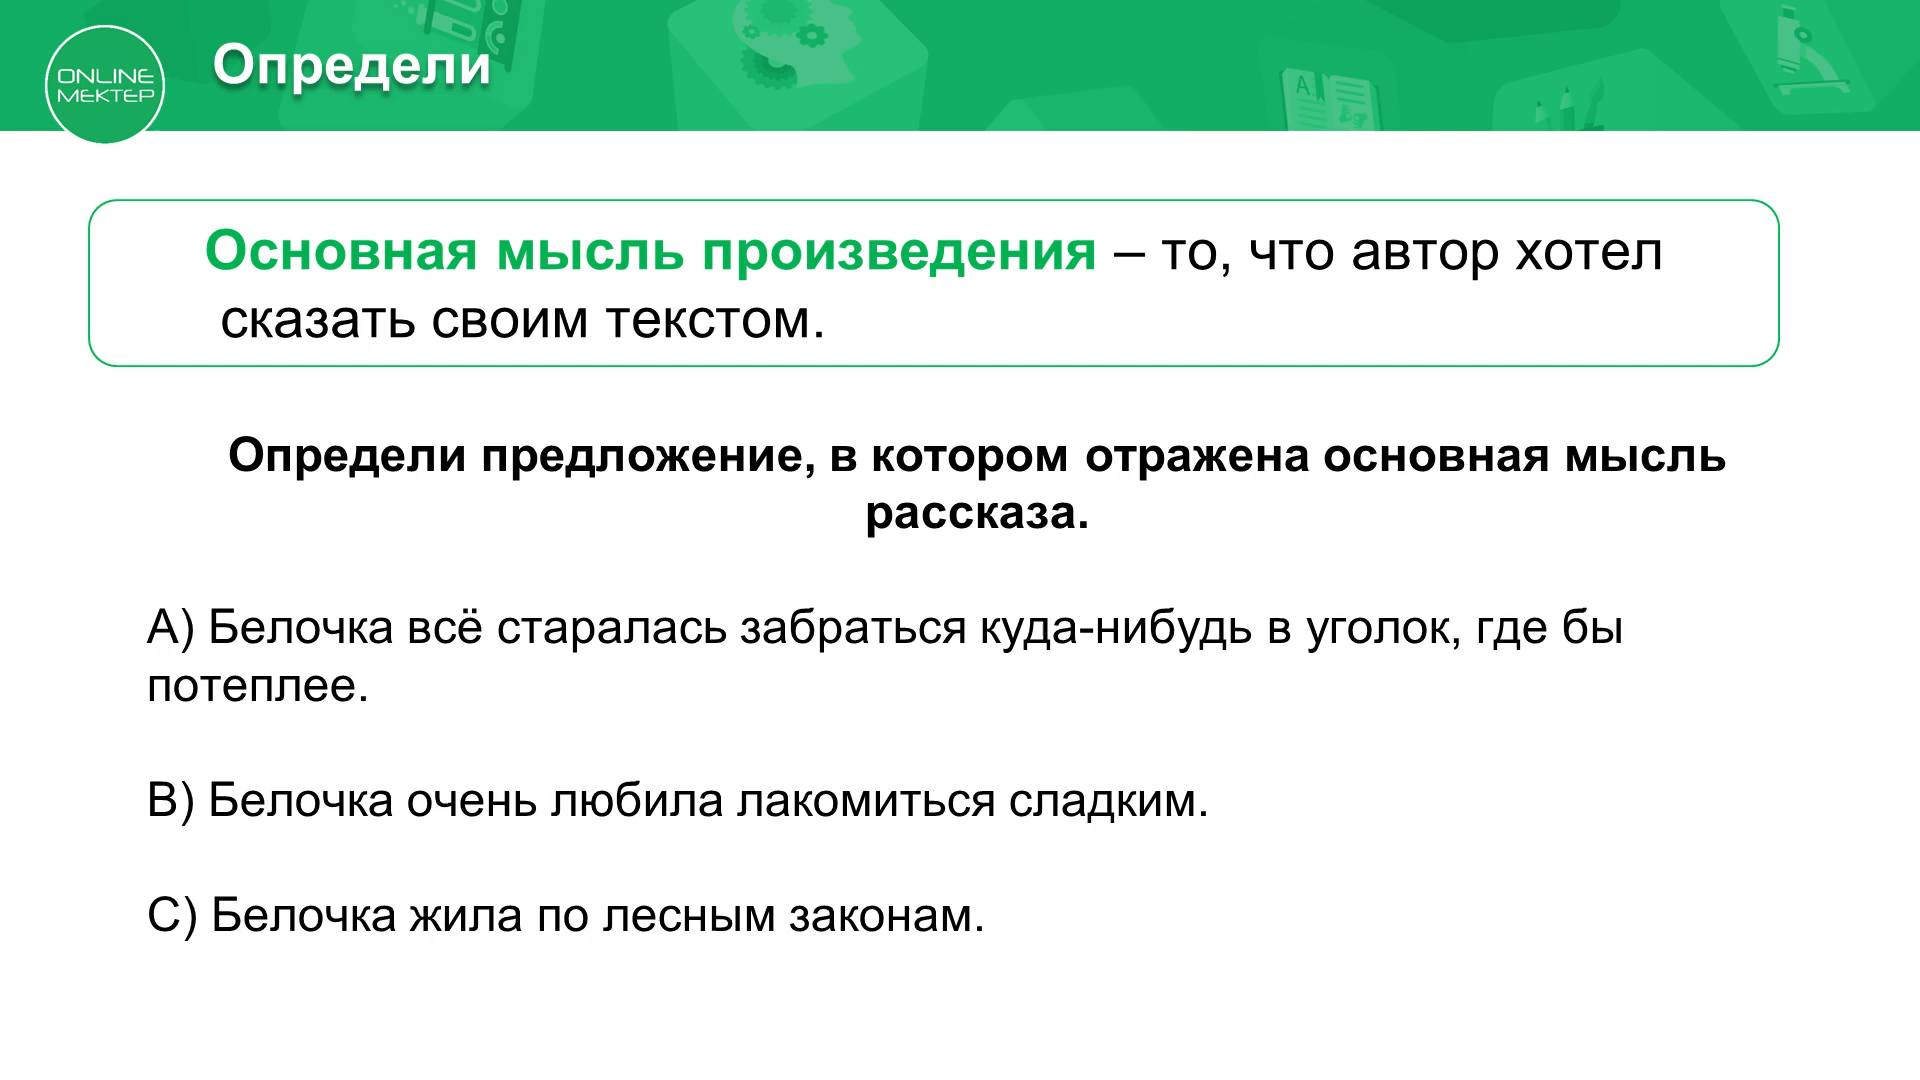 ONLINE
МЕКТЕР
Определи
Основная мысль произведения – то, что автор хотел
сказать своим текстом.
Определи предложение, в котором отражена основная мысль
рассказа.
А) Белочка всё старалась забраться куда-нибудь в уголок, где бы
потеплее.
В) Белочка очень любила лакомиться сладким.
С) Белочка жила по лесным законам.